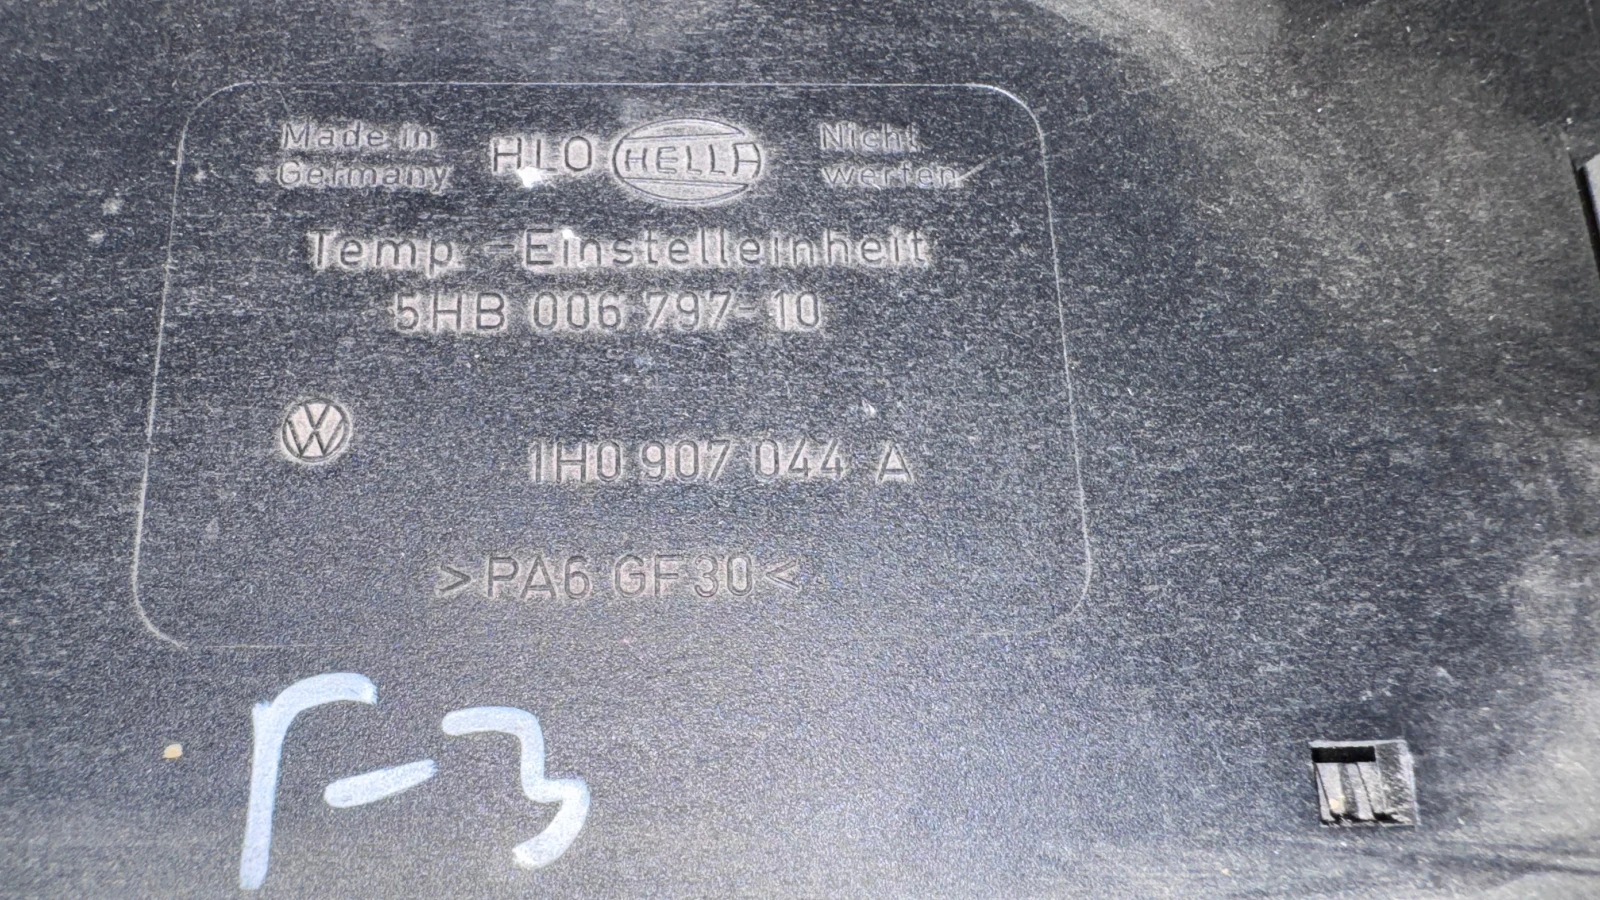 Made in
Germany
HLO HELLA
Nicht
werfen
Temp.-Einstelleinheit
5HB 006 797-10
VW
1H0 907 044 A
>PA6 GF30<
Г-3